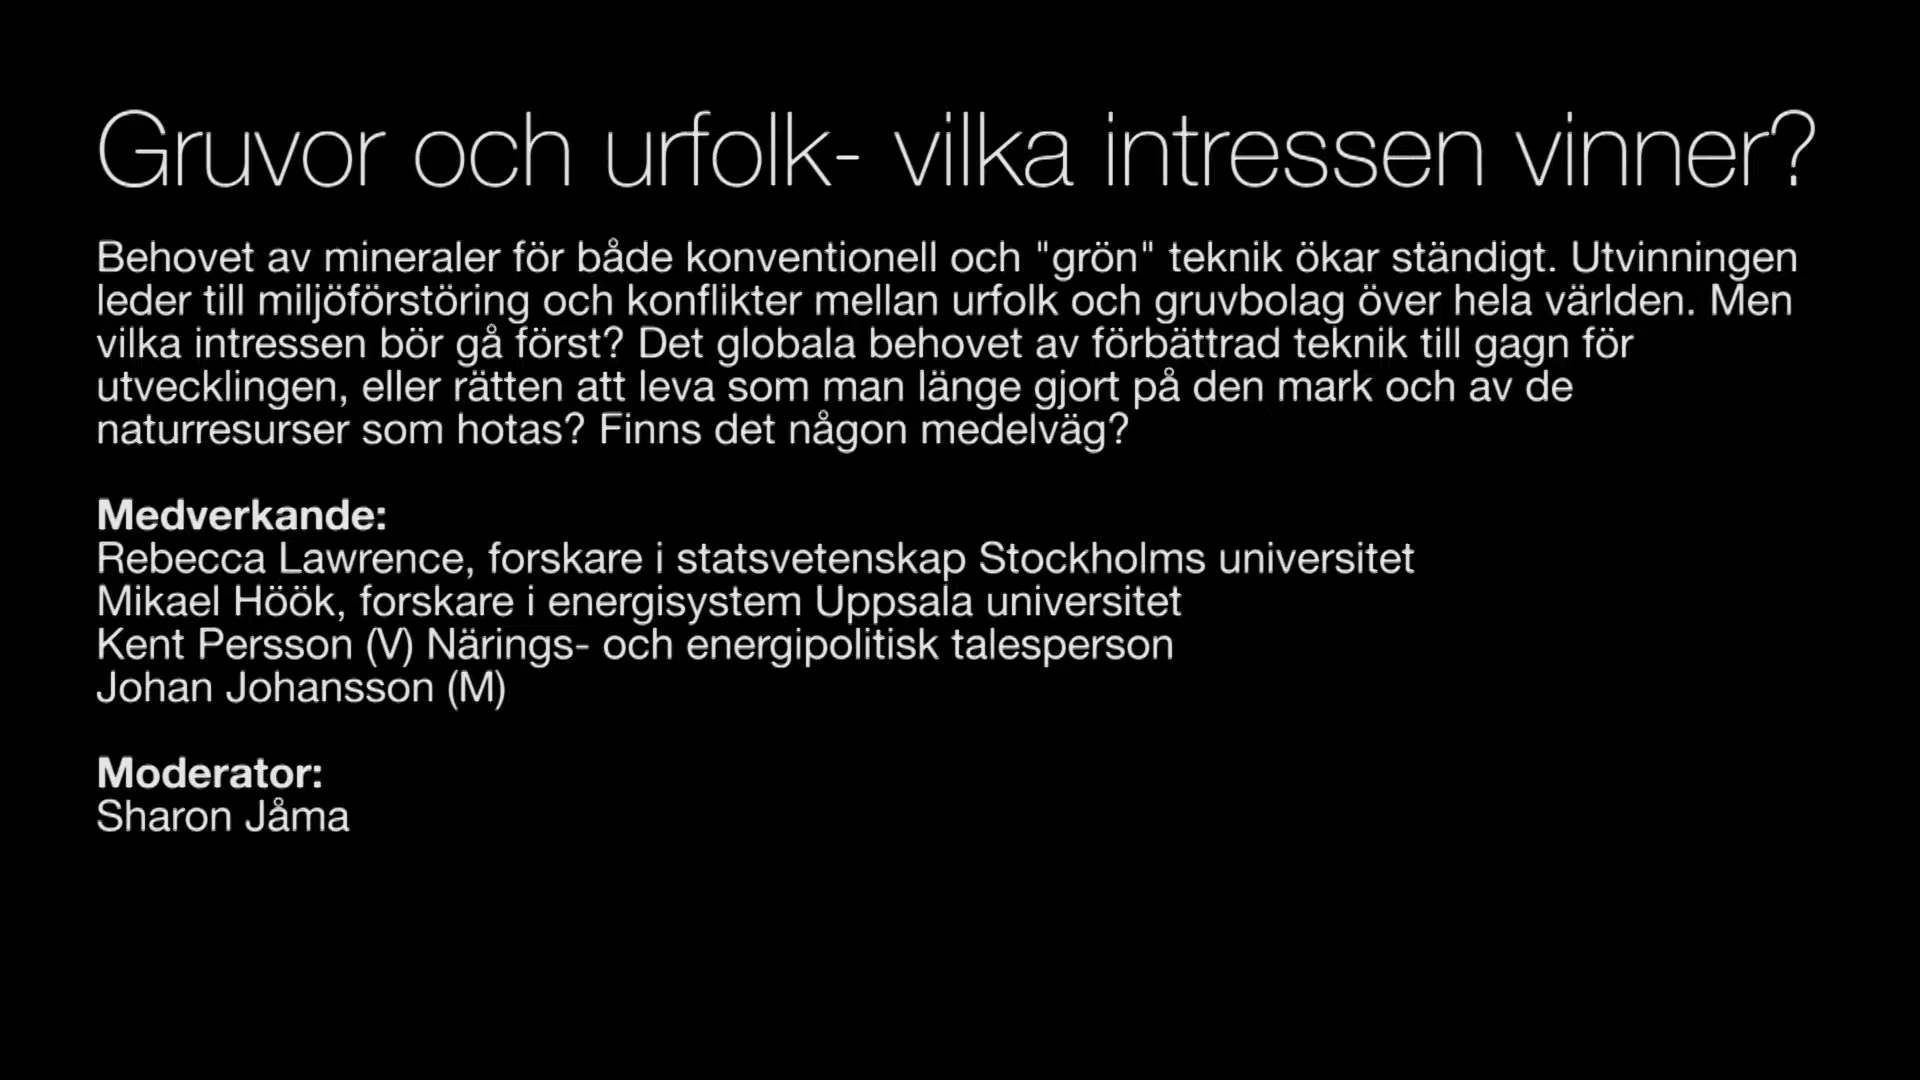 Gruvor och urfolk- vilka intressen vinner?
Behovet av mineraler för både konventionell och "grön" teknik ökar ständigt. Utvinningen
leder till miljöförstöring och konflikter mellan urfolk och gruvbolag över hela världen. Men
vilka intressen bör gå först? Det globala behovet av förbättrad teknik till gagn för
utvecklingen, eller rätten att leva som man länge gjort på den mark och av de
naturresurser som hotas? Finns det någon medelväg?
Medverkande:
Rebecca Lawrence, forskare i statsvetenskap Stockholms universitet
Mikael Höök, forskare i energisystem Uppsala universitet
Kent Persson (V) Närings- och energipolitisk talesperson
Johan Johansson (M)
Moderator:
Sharon Jåma